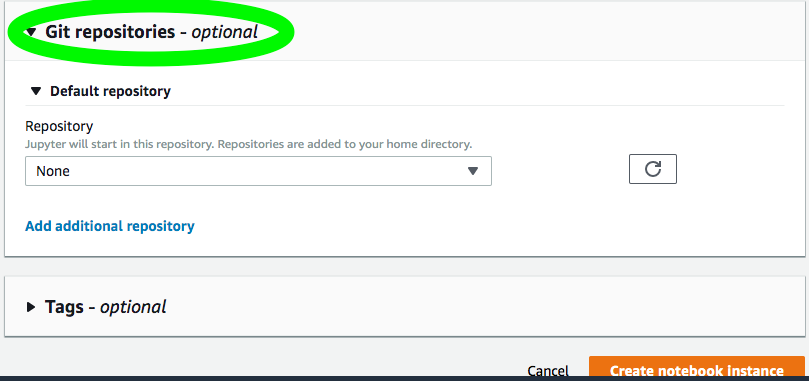 Git repositories - optional
Default repository
Repository
Jupyter will start in this repository. Repositories are added to your home directory.
None
Add additional repository
Tags - optional
Cancel
Create notebook instance